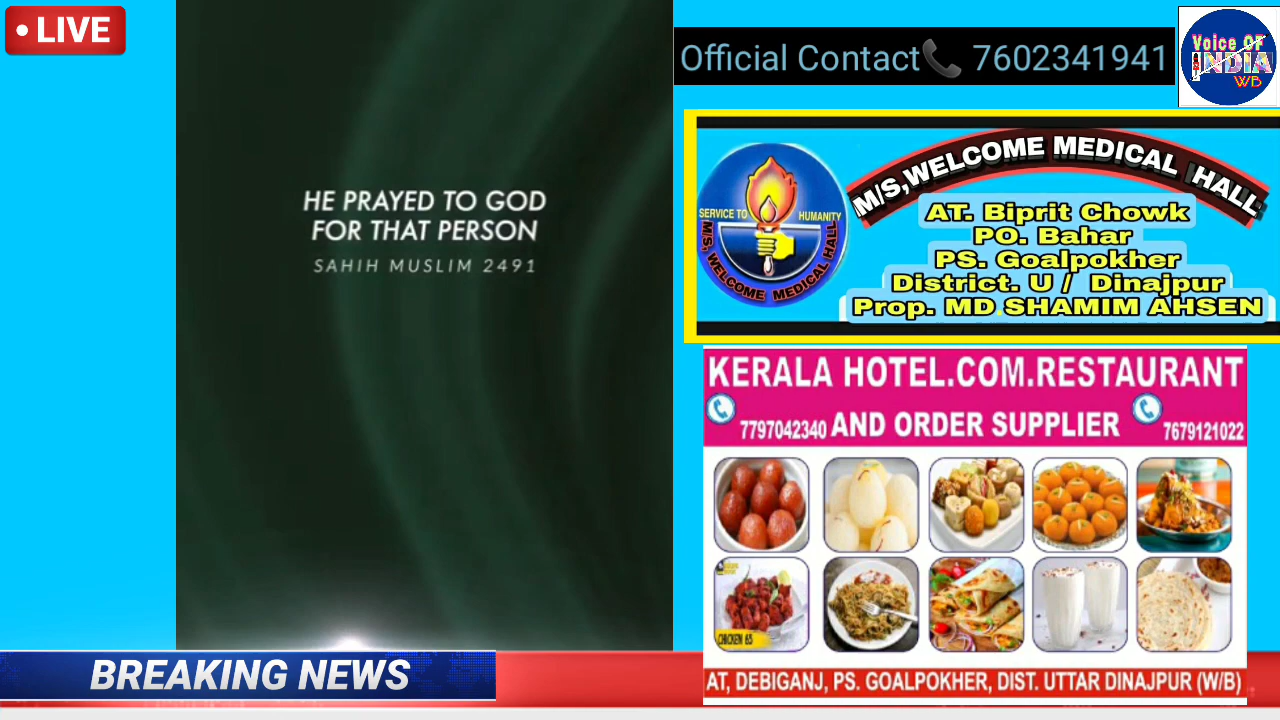 LIVE
Official Contact 7602341941
Voice OF
INDIA
WB
HE PRAYED TO GOD
FOR THAT PERSON
SAHIH MUSLIM 2491
M/S,WELCOME MEDICAL HALL
SERVICE TO HUMANITY
M/S, WELCOME MEDICAL HALL
AT. Biprit Chowk
PO. Bahar
PS. Goalpokher
District. U / Dinajpur
Prop. MD.SHAMIM AHSEN
KERALA HOTEL.COM.RESTAURANT
7797042340 AND ORDER SUPPLIER 7679121022
CHICKEN 65
AT, DEBIGANJ, PS. GOALPOKHER, DIST. UTTAR DINAJPUR (W/B)
BREAKING NEWS